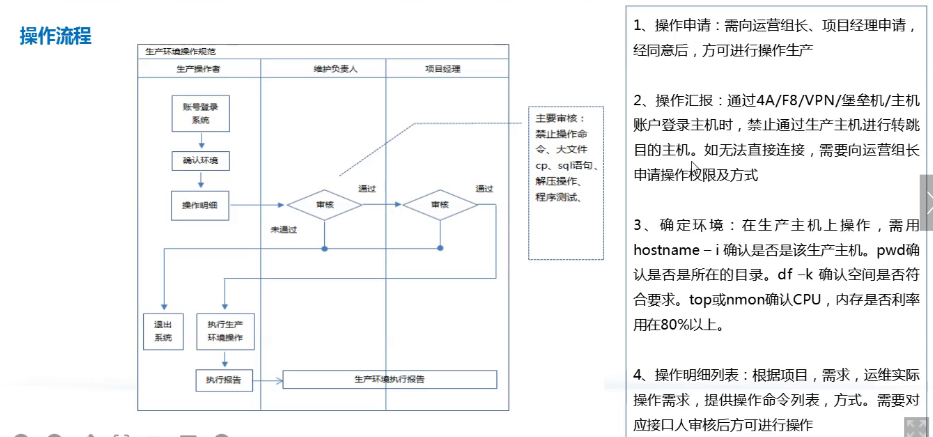 操作流程
生产环境操作规范
生产操作者
维护负责人
项目经理
账号登录
系统
确认环境
操作明细
审核
通过
审核
通过
未通过
主要审核：
禁止操作命
令、大文件
cp、sql语句、
解压操作、
程序测试、
退出
系统
执行生产
环境操作
执行报告
生产环境执行报告
1、操作申请：需向运营组长、项目经理申请，
经同意后，方可进行操作生产
2、操作汇报：通过4A/F8/VPN/堡垒机/主机
账户登录主机时，禁止通过生产主机进行转跳
目的主机。如无法直接连接，需要向运营组长
申请操作权限及方式
3、确定环境：在生产主机上操作，需用
hostname – i 确认是否是该生产主机。pwd确
认是否是所在的目录。df –k 确认空间是否符
合要求。top或nmon确认CPU，内存是否利率
用在80%以上。
4、操作明细列表：根据项目，需求，运维实际
操作需求，提供操作命令列表，方式。需要对
应接口人审核后方可进行操作